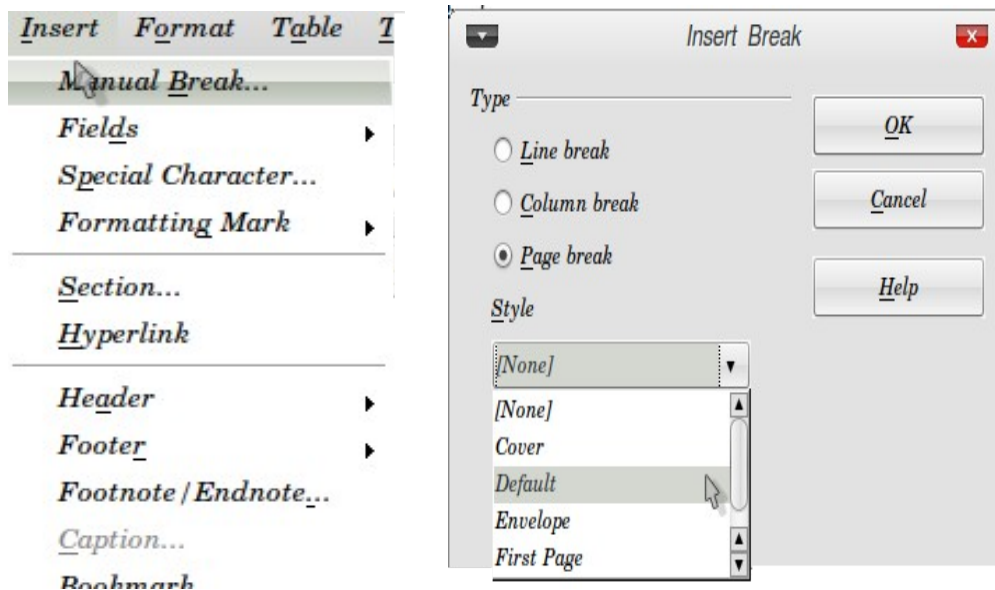 Insert Format Table T
Manual Break...
Fields
Special Character...
Formatting Mark
Section...
Hyperlink
Header
Footer
Footnote/Endnote...
Caption...
Bookmark
Insert Break
Type
Line break
Column break
Page break
Style
[None]
[None]
Cover
Default
Envelope
First Page
OK
Cancel
Help